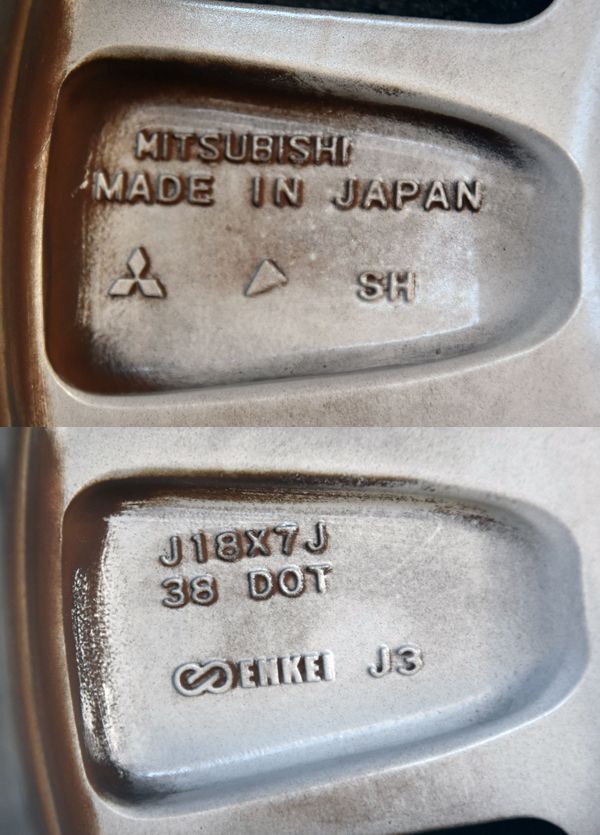 MITSUBISHI
MADE IN JAPAN
SH
J18X7J
38 DOT
ENKEI J3